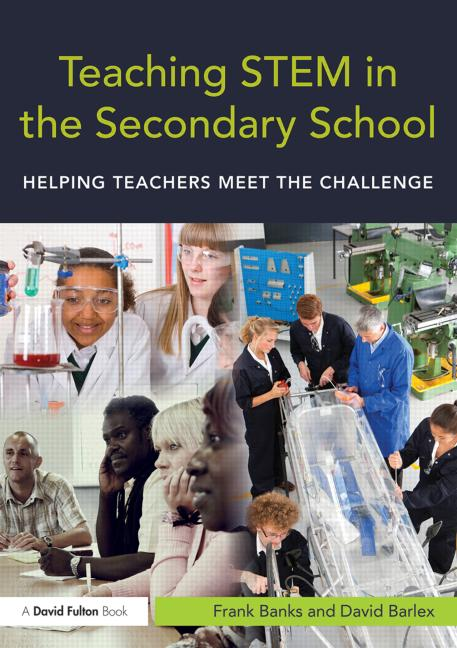 Teaching STEM in
the Secondary School
HELPING TEACHERS MEET THE CHALLENGE
A David Fulton Book
Frank Banks and David Barlex